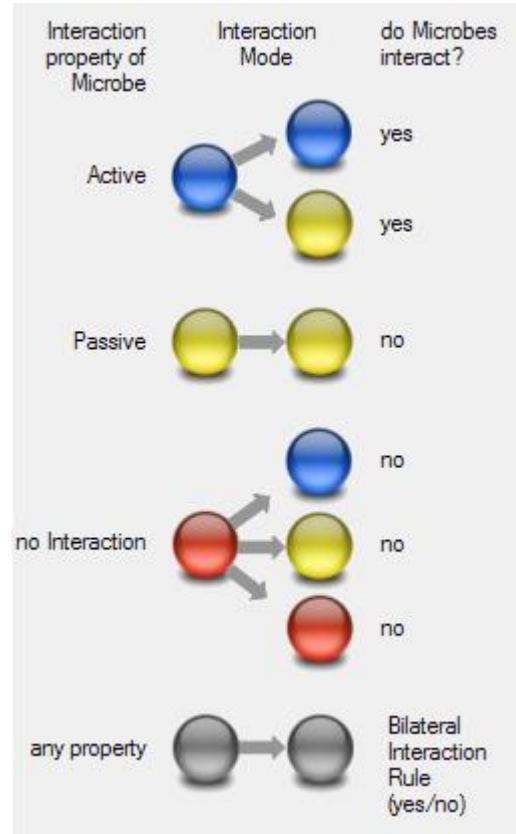 Interaction
property of
Microbe
Interaction
Mode
do Microbes
interact?
Active
yes
yes
Passive
no
no Interaction
no
no
no
any property
Bilateral
Interaction
Rule
(yes/no)